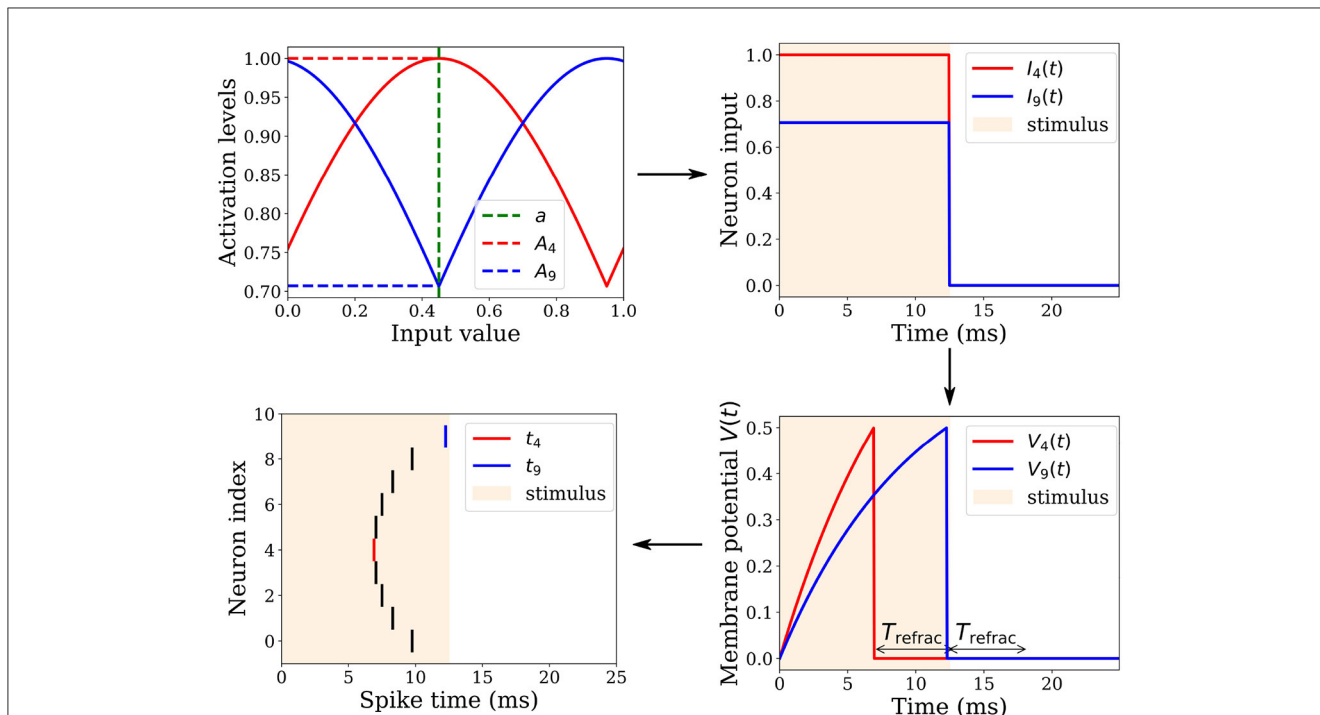 1.00
0.95
0.90
0.85
0.80
0.75
0.70
Activation levels
a
A4
A9
0.0 0.2 0.4 0.6 0.8 1.0
Input value
1.0
0.8
0.6
0.4
0.2
0.0
Neuron input
I4(t)
I9(t)
stimulus
0 5 10 15 20
Time (ms)
10
8
6
4
2
0
Neuron index
t4
t9
stimulus
0 5 10 15 20 25
Spike time (ms)
0.5
0.4
0.3
0.2
0.1
0.0
Membrane potential V(t)
V4(t)
V9(t)
stimulus
Trefrac Trefrac
0 5 10 15 20
Time (ms)